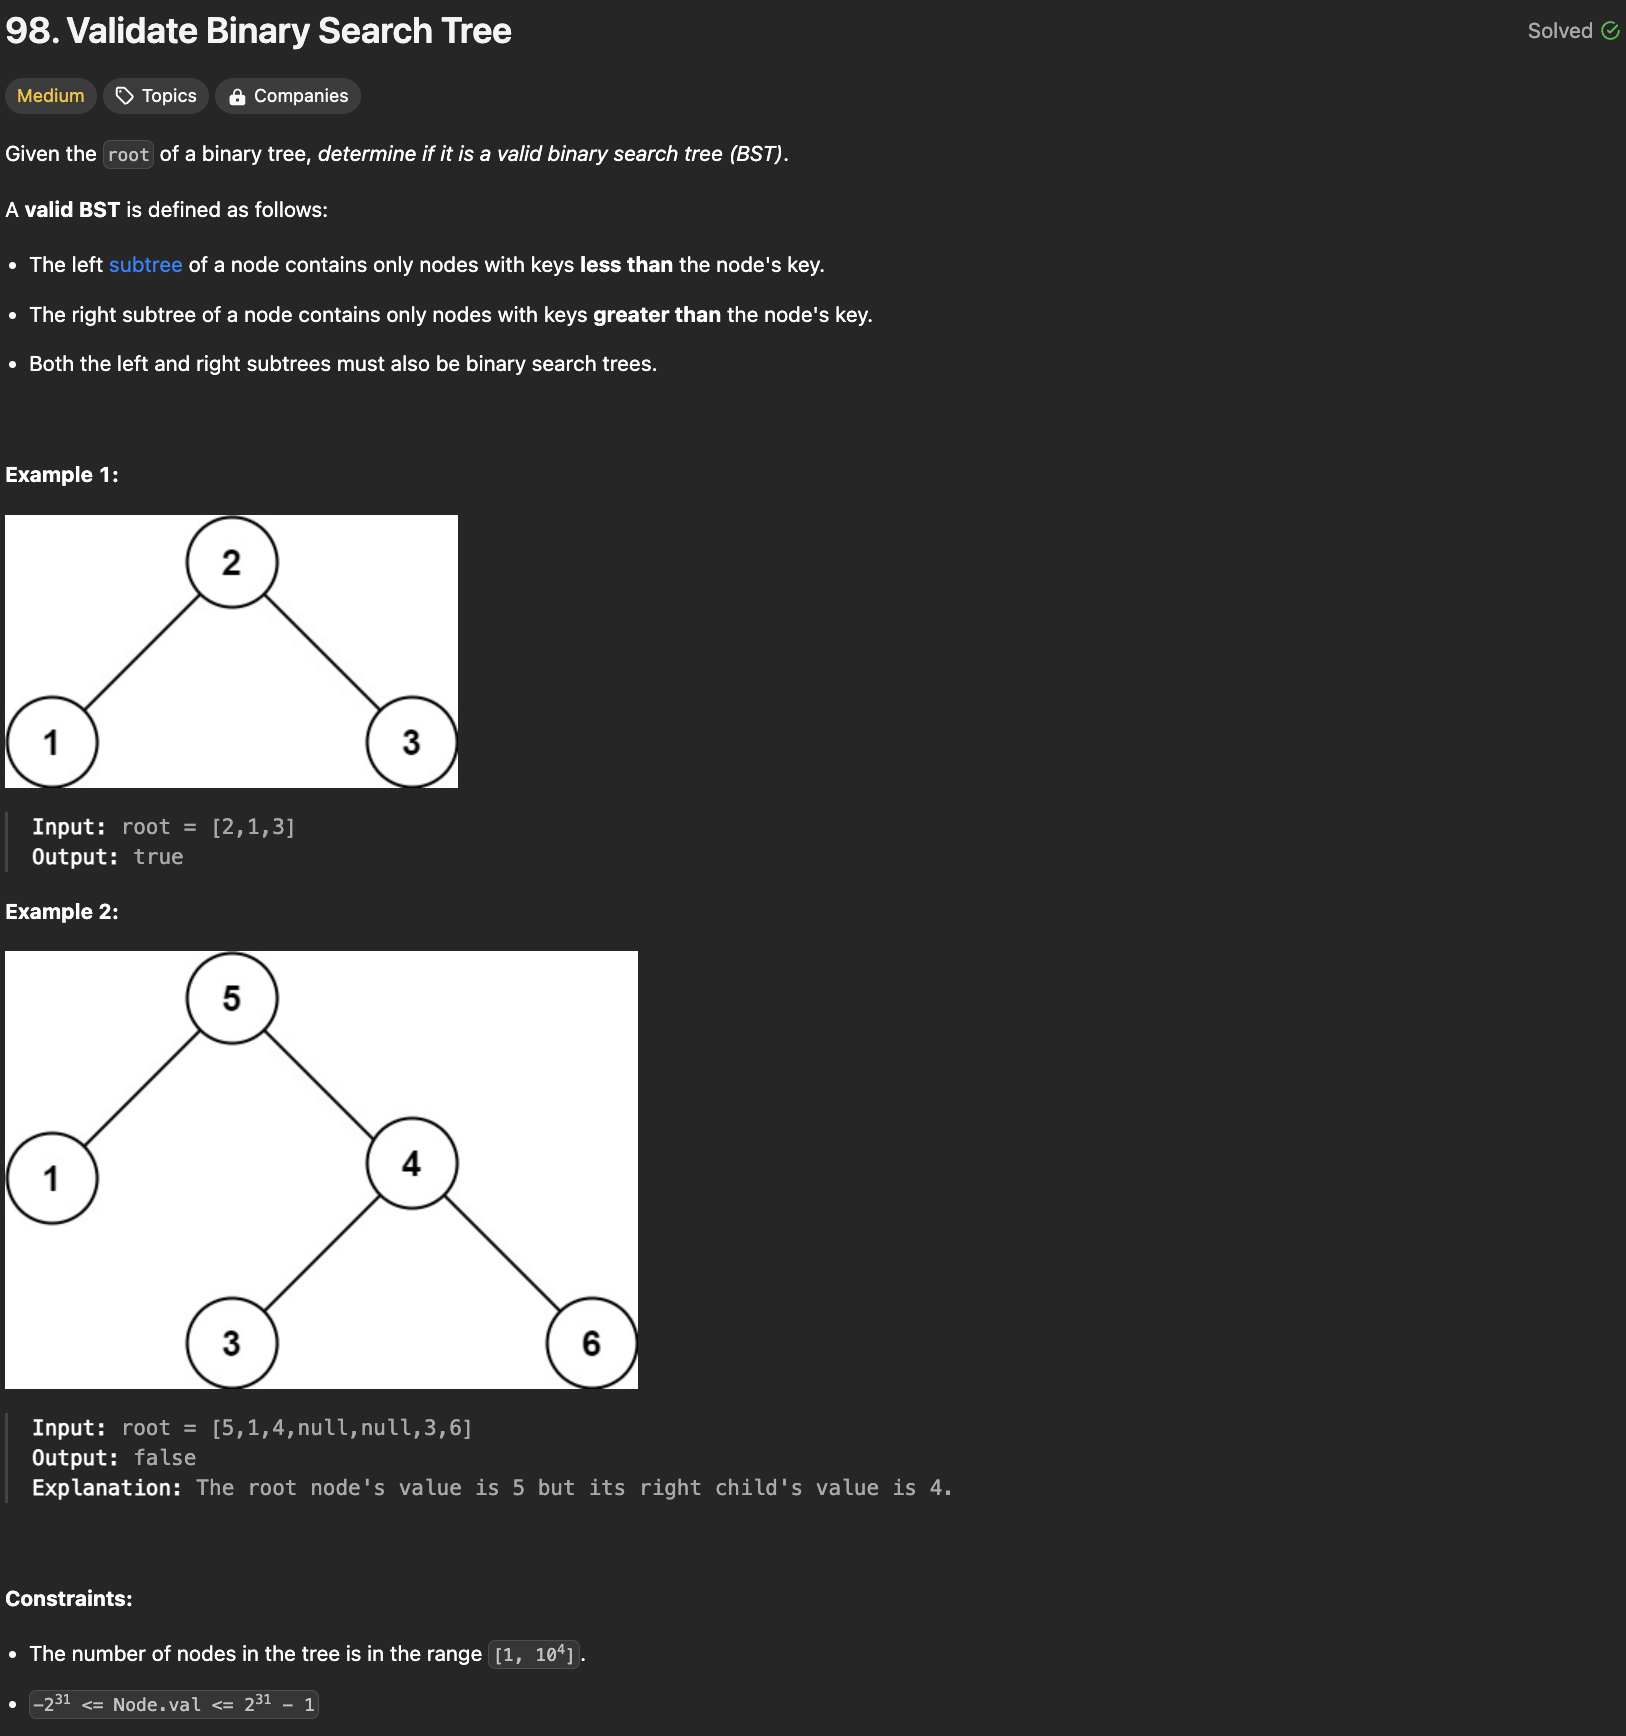 98. Validate Binary Search Tree
Solved
Medium Topics Companies
Given the root of a binary tree, determine if it is a valid binary search tree (BST).
A valid BST is defined as follows:
• The left subtree of a node contains only nodes with keys less than the node's key.
• The right subtree of a node contains only nodes with keys greater than the node's key.
• Both the left and right subtrees must also be binary search trees.
Example 1:
2
1 3
Input: root = [2,1,3]
Output: true
Example 2:
5
1 4
3 6
Input: root = [5,1,4,null,null,3,6]
Output: false
Explanation: The root node's value is 5 but its right child's value is 4.
Constraints:
• The number of nodes in the tree is in the range [1, 10⁴].
• -2³¹ <= Node.val <= 2³¹ - 1